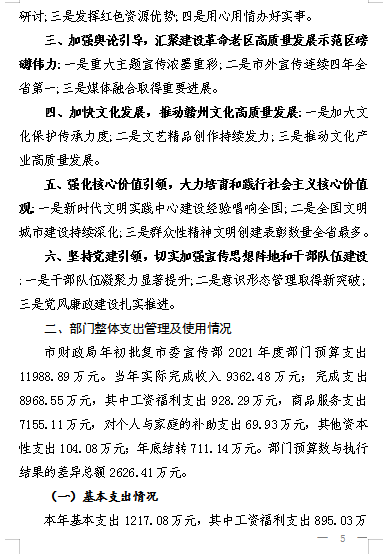 研讨;三是发挥红色资源优势;四是用心用情办好实事。
三、加强舆论引导，汇聚建设革命老区高质量发展示范区磅
礴伟力:一是重大主题宣传浓墨重彩;二是市外宣传连续四年全
省第一;三是媒体融合取得重要进展。
四、加快文化发展，推动赣州文化高质量发展:一是加大文
化保护传承力度;二是文艺精品创作持续发力;三是推动文化产
业高质量发展。
五、强化核心价值引领，大力培育和践行社会主义核心价值
观:一是新时代文明实践中心建设经验唱响全国;二是全国文明
城市建设持续深化;三是群众性精神文明创建录彰数量全省最多。
六、坚持党建引领，切实加强宣传思想阵地和干部队伍建设
:一是干部队伍凝聚力显著提升;二是意识形态管理取得新突破;
三是党风廉政建设扎实推进。
二、部门整体支出管理及使用情况
市财政局年初批复市委宣传部 2021 年度部门预算支出
11988.89 万元。当年实际完成收入 9362.48 万元；完成支出
8968.55 万元，其中工资福利支出 928.29 万元，商品服务支出
7155.11 万元，对个人与家庭的补助支出 69.93 万元，其他资本
性支出 104.08 万元；年底结转 711.14 万元。部门预算数与执行
结果的差异总额 2626.41 万元。
（一）基本支出情况
本年基本支出 1217.08 万元，其中工资福利支出 895.03 万
— 5